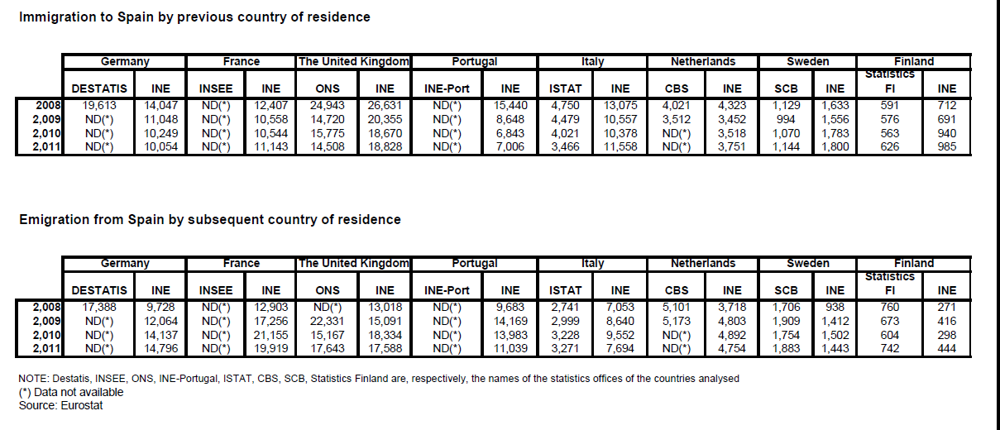 Immigration to Spain by previous country of residence
Germany France The United Kingdom Portugal Italy Netherlands Sweden Finland
DESTATIS INE INSEE INE ONS INE INE-Port INE ISTAT INE CBS INE SCB INE Statistics FI INE
2008 19,613 14,047 ND(*) 12,407 24,943 26,631 ND(*) 15,440 4,750 13,075 4,021 4,323 1,129 1,633 591 712
2,009 ND(*) 11,048 ND(*) 10,558 14,720 20,355 ND(*) 8,648 4,479 10,557 3,512 3,452 994 1,556 576 691
2,010 ND(*) 10,249 ND(*) 10,544 15,775 18,670 ND(*) 6,843 4,021 10,378 ND(*) 3,518 1,070 1,783 563 940
2,011 ND(*) 10,054 ND(*) 11,143 14,508 18,828 ND(*) 7,006 3,466 11,558 ND(*) 3,751 1,144 1,800 626 985
Emigration from Spain by subsequent country of residence
Germany France The United Kingdom Portugal Italy Netherlands Sweden Finland
DESTATIS INE INSEE INE ONS INE INE-Port INE ISTAT INE CBS INE SCB INE Statistics FI INE
2,008 17,388 9,728 ND(*) 12,903 ND(*) 13,018 ND(*) 9,683 2,741 7,053 5,101 3,718 1,706 938 760 271
2,009 ND(*) 12,064 ND(*) 17,256 22,331 15,091 ND(*) 14,169 2,999 8,640 5,173 4,803 1,909 1,412 673 416
2,010 ND(*) 14,137 ND(*) 21,155 15,167 18,334 ND(*) 13,983 3,228 9,552 ND(*) 4,892 1,754 1,502 604 298
2,011 ND(*) 14,796 ND(*) 19,919 17,643 17,588 ND(*) 11,039 3,271 7,694 ND(*) 4,754 1,883 1,443 742 444
NOTE: Destatis, INSEE, ONS, INE-Portugal, ISTAT, CBS, SCB, Statistics Finland are, respectively, the names of the statistics offices of the countries analysed
(*) Data not available
Source: Eurostat